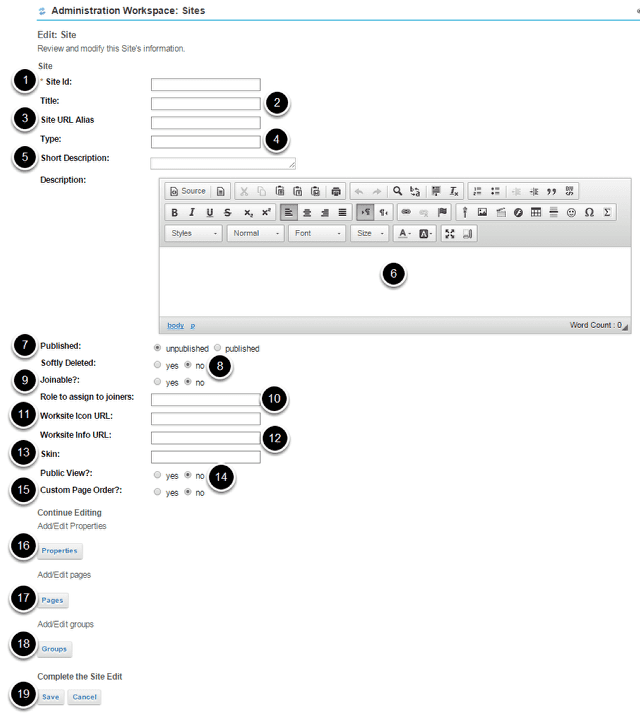 Administration Workspace: Sites
Edit: Site
Review and modify this Site's information.
Site
1 * Site Id:
Title: 2
3 Site URL Alias
Type: 4
5 Short Description:
Description:
Source
B I U S x₂ x²
Styles Normal Font Size A A
6
body p Word Count : 0
7 Published: unpublished published
Softly Deleted: yes no 8
9 Joinable?: yes no
Role to assign to joiners: 10
11 Worksite Icon URL:
Worksite Info URL: 12
13 Skin:
Public View?: yes no 14
15 Custom Page Order?: yes no
Continue Editing
Add/Edit Properties
16 Properties
Add/Edit pages
17 Pages
Add/Edit groups
18 Groups
Complete the Site Edit
19 Save Cancel